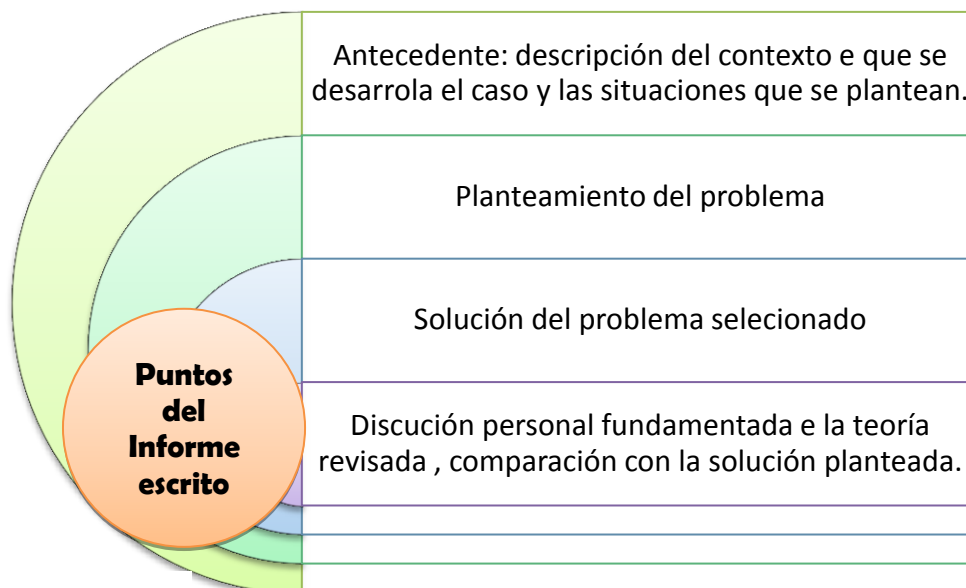 Antecedente: descripción del contexto e que se
desarrola el caso y las situaciones que se plantean.
Planteamiento del problema
Solución del problema selecionado
Discución personal fundamentada e la teoría
revisada , comparación con la solución planteada.
Puntos
del
Informe
escrito